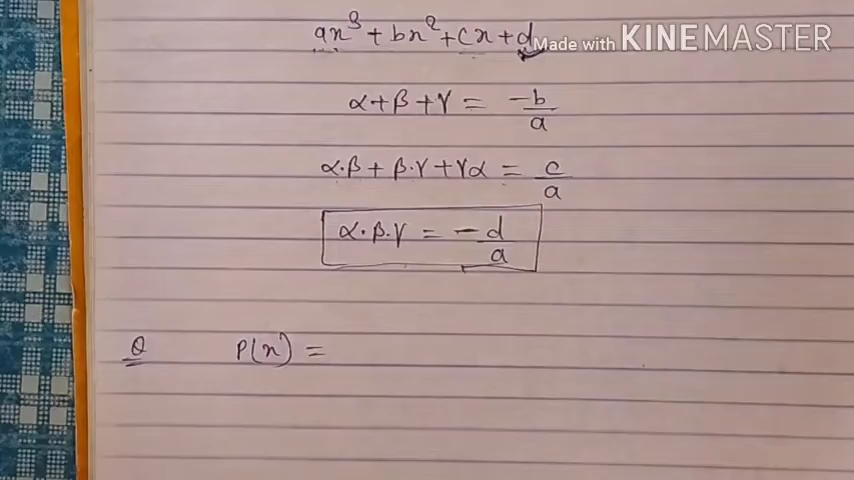 ax³ + bx² + cx + d
Made with KINEMASTER
α + β + γ = -b/a
α·β + β·γ + γα = c/a
α·β·γ = -d/a
Q P(x) =